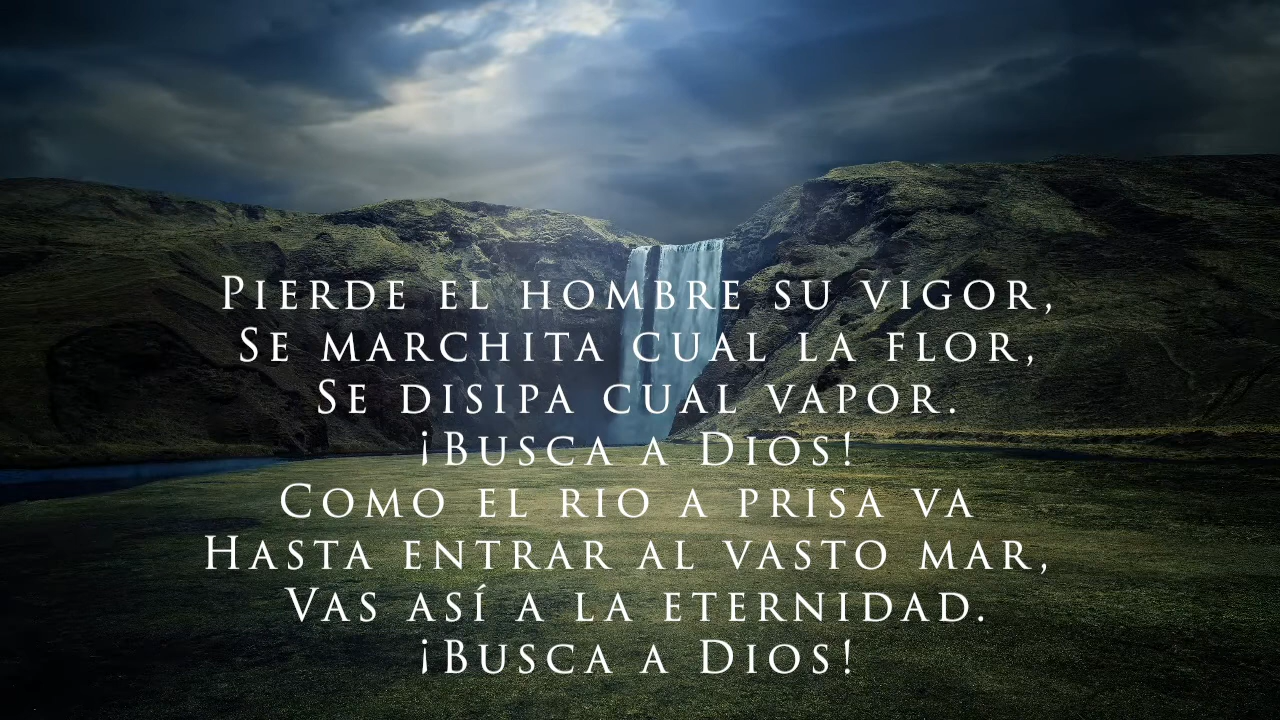 Pierde el hombre su vigor,
Se marchita cual la flor,
Se disipa cual vapor.
¡Busca a Dios!
Como el rio a prisa va
Hasta entrar al vasto mar,
Vas así a la eternidad.
¡Busca a Dios!